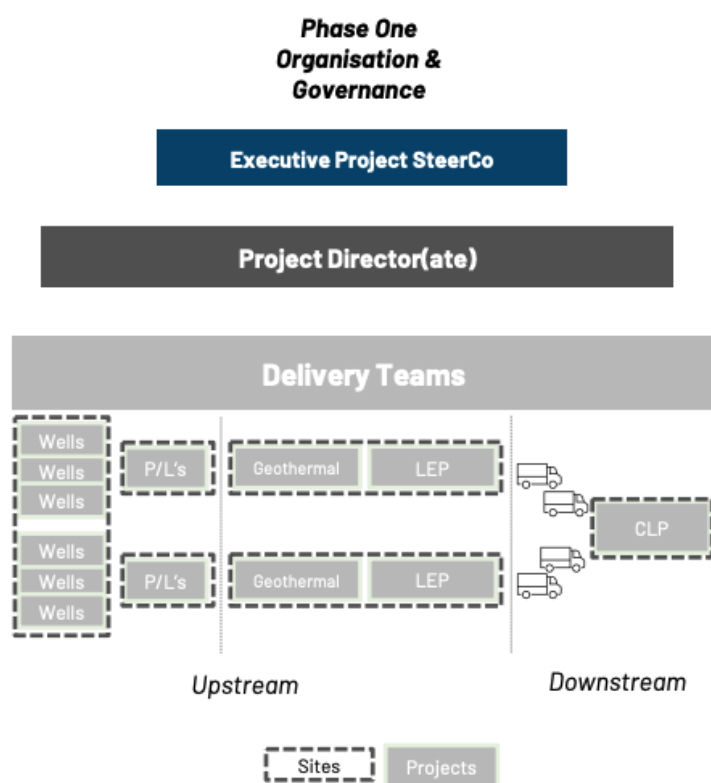 Phase One
Organisation &
Governance
Executive Project SteerCo
Project Director(ate)
Delivery Teams
Wells
Wells
Wells
P/L's
Geothermal
LEP
CLP
Wells
Wells
Wells
P/L's
Geothermal
LEP
Upstream
Downstream
Sites
Projects